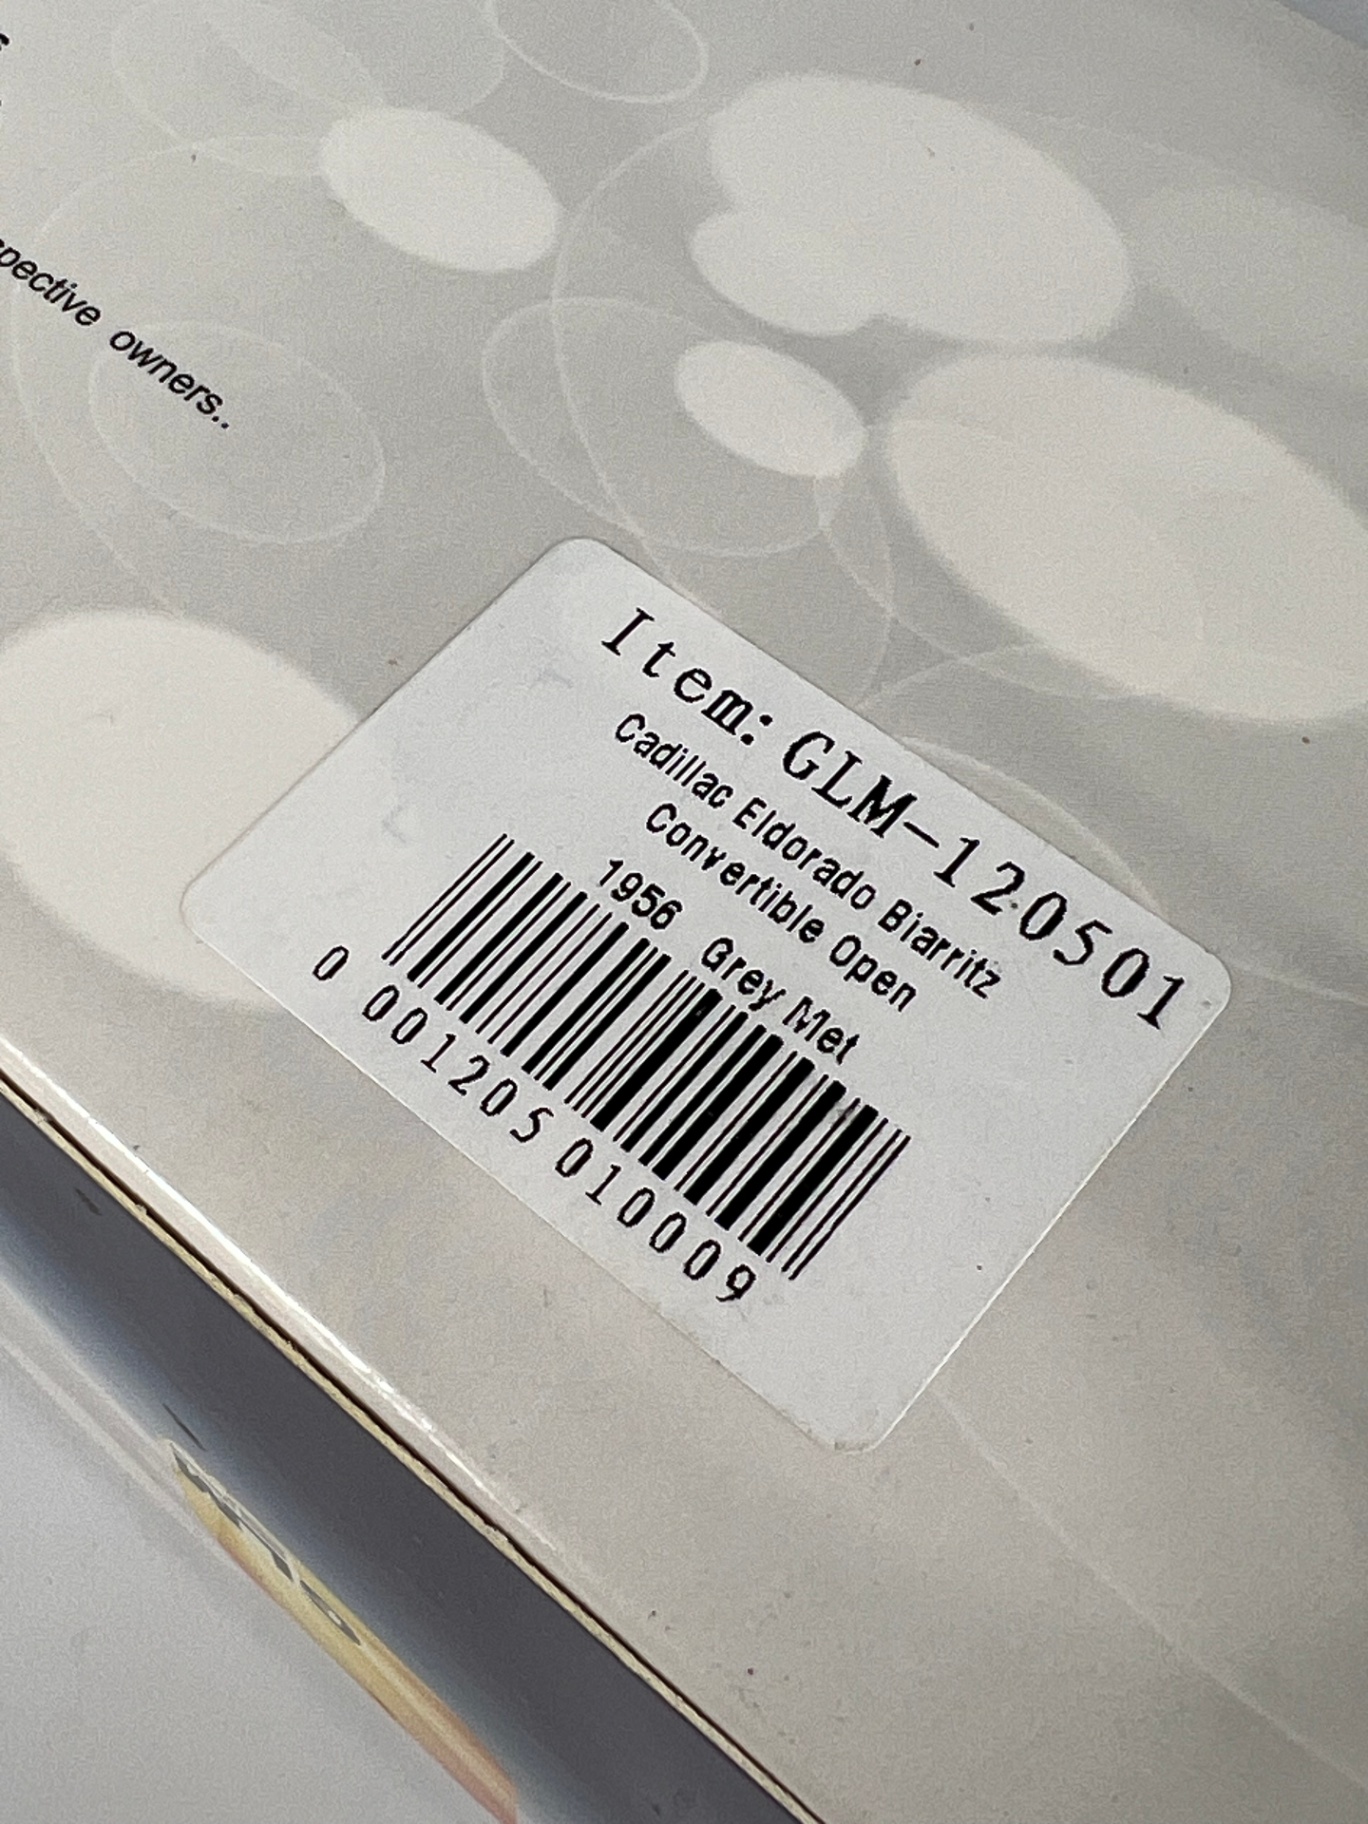 spective owners..
Item: GLM-120501
Cadillac Eldorado Biarritz
Convertible Open
1956 Grey Met
0 001205 010009